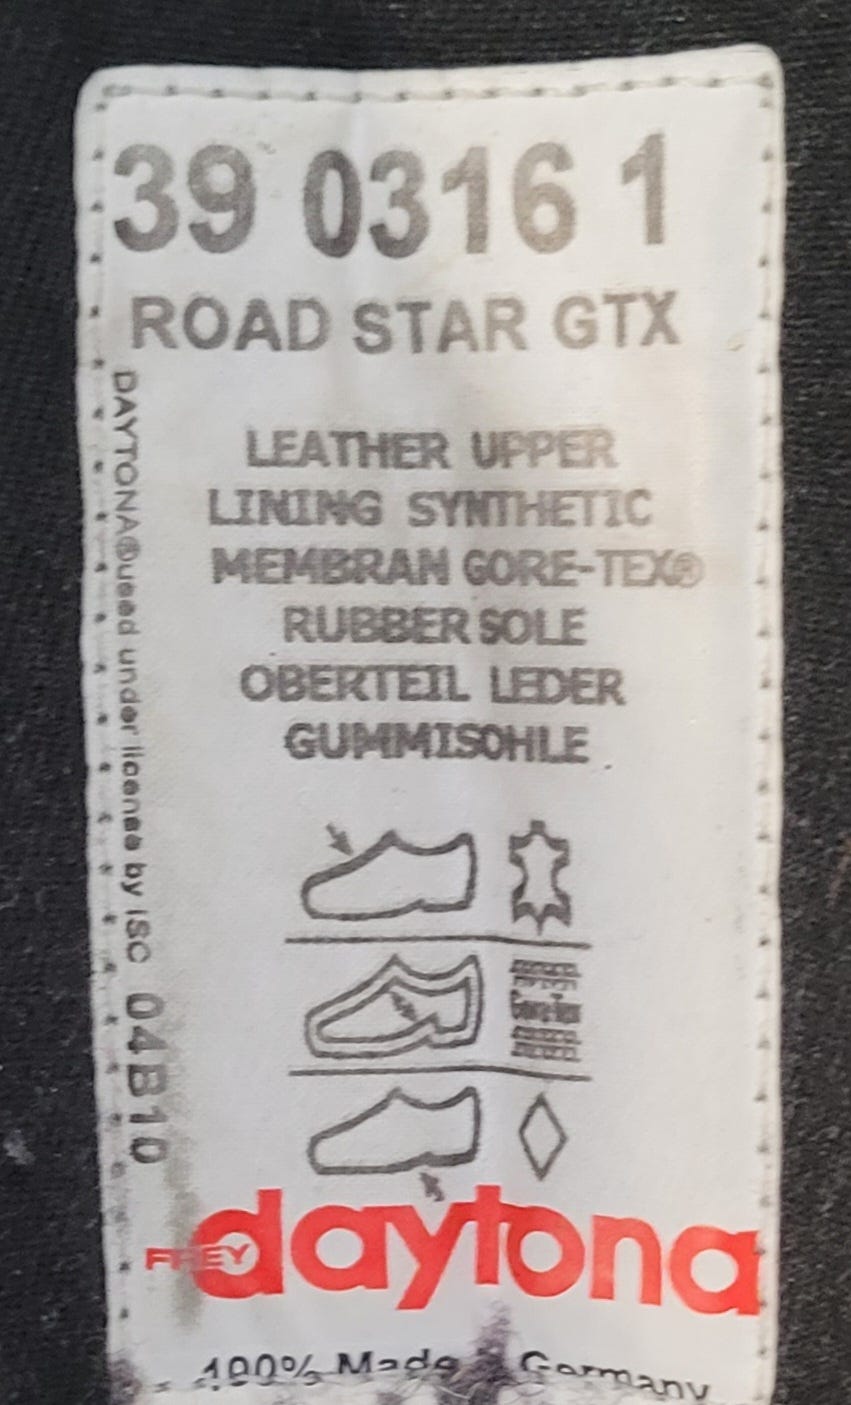 39 0316 1
ROAD STAR GTX
DAYTONA®used under license by ISC 04B10
LEATHER UPPER
LINING SYNTHETIC
MEMBRAN GORE-TEX®
RUBBER SOLE
OBERTEIL LEDER
GUMMISOHLE
FREY daytona
100% Made Germany